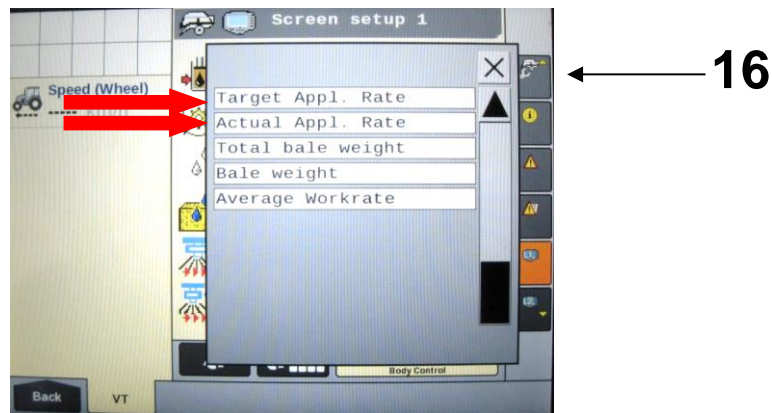 Screen setup 1
16
Speed (Wheel)
Target Appl. Rate
Actual Appl. Rate
Total bale weight
Bale weight
Average Workrate
Body Control
Back
VT